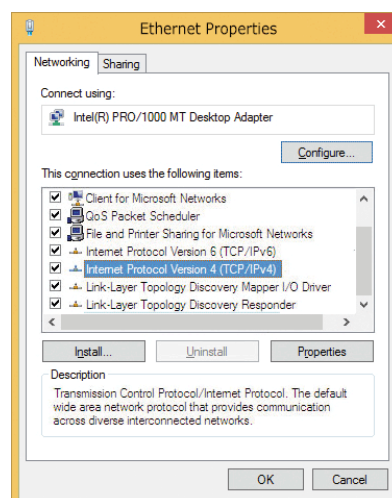 Ethernet Properties
Networking
Sharing
Connect using:
Intel(R) PRO/1000 MT Desktop Adapter
Configure...
This connection uses the following items:
Client for Microsoft Networks
QoS Packet Scheduler
File and Printer Sharing for Microsoft Networks
Internet Protocol Version 6 (TCP/IPv6)
Internet Protocol Version 4 (TCP/IPv4)
Link-Layer Topology Discovery Mapper I/O Driver
Link-Layer Topology Discovery Responder
Install...
Uninstall
Properties
Description
Transmission Control Protocol/Internet Protocol. The default
wide area network protocol that provides communication
across diverse interconnected networks.
OK
Cancel